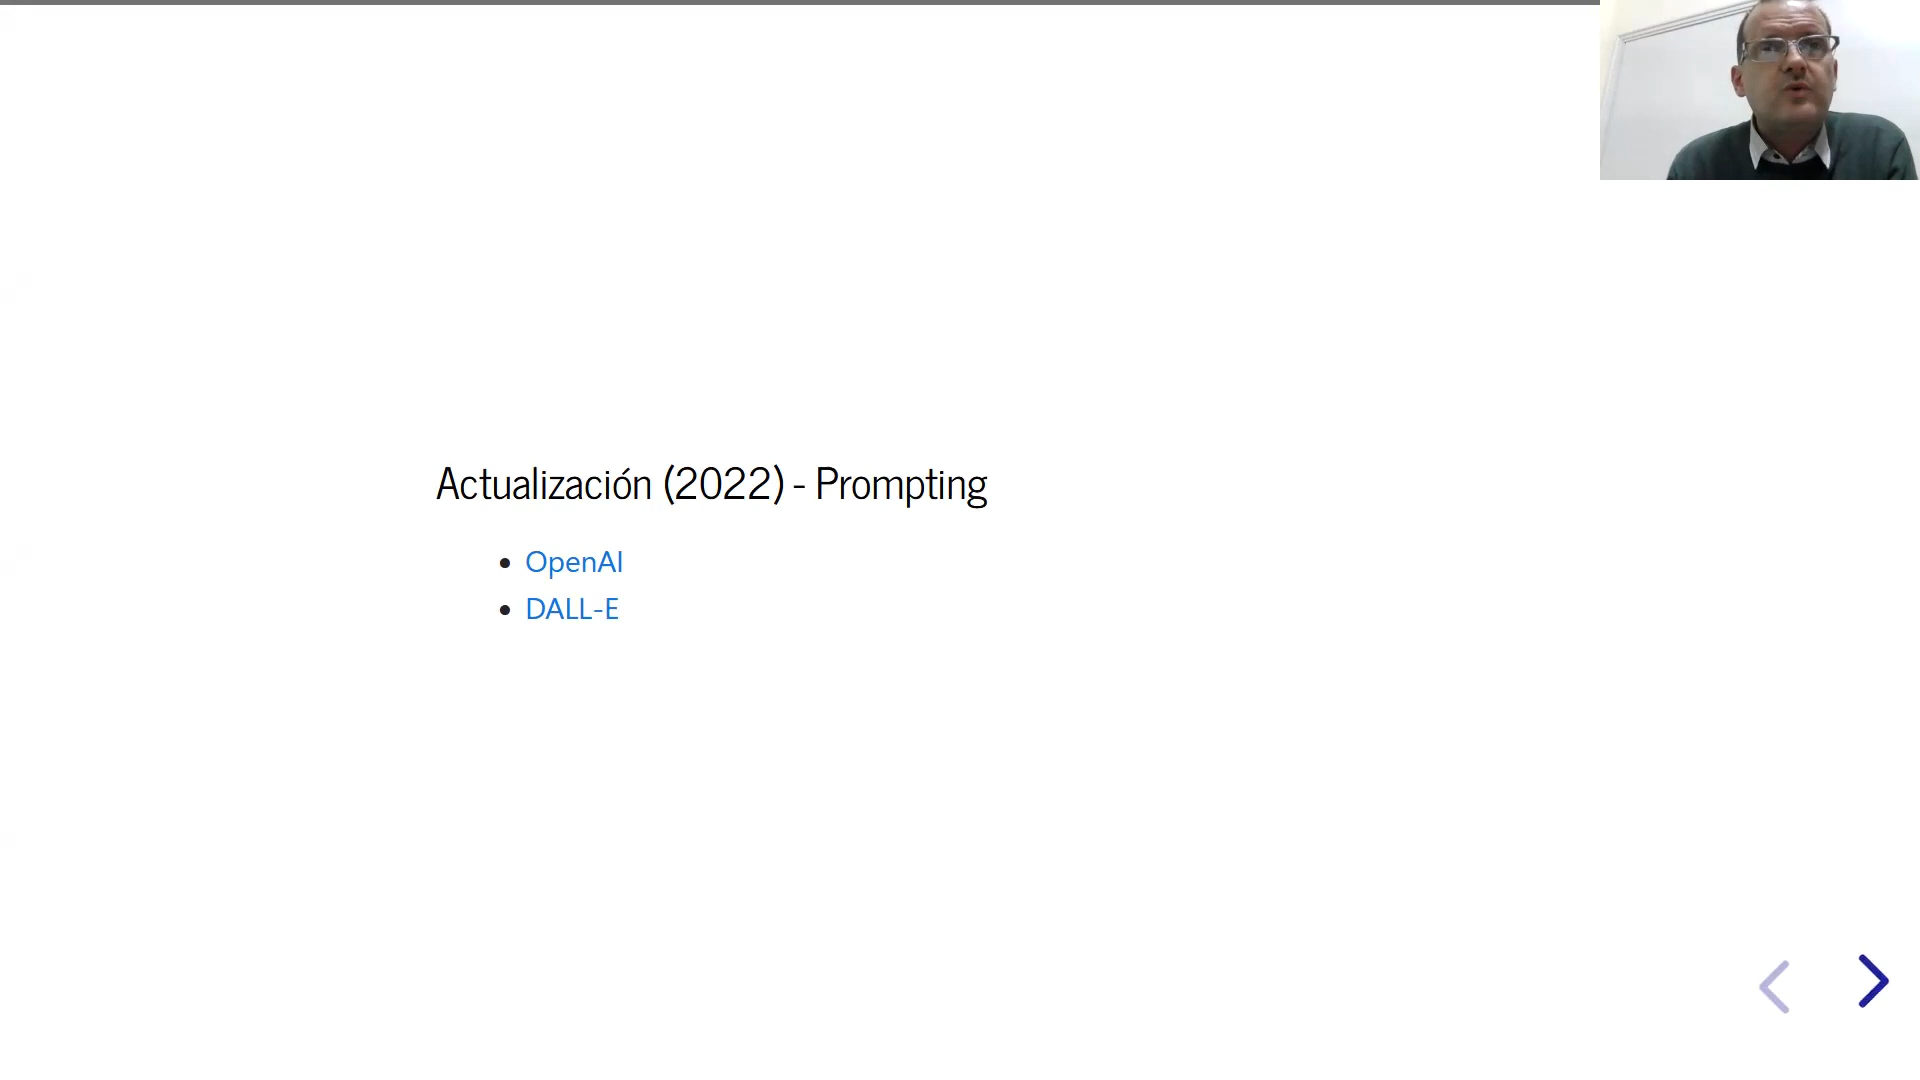 Actualización (2022) - Prompting
OpenAI
DALL-E